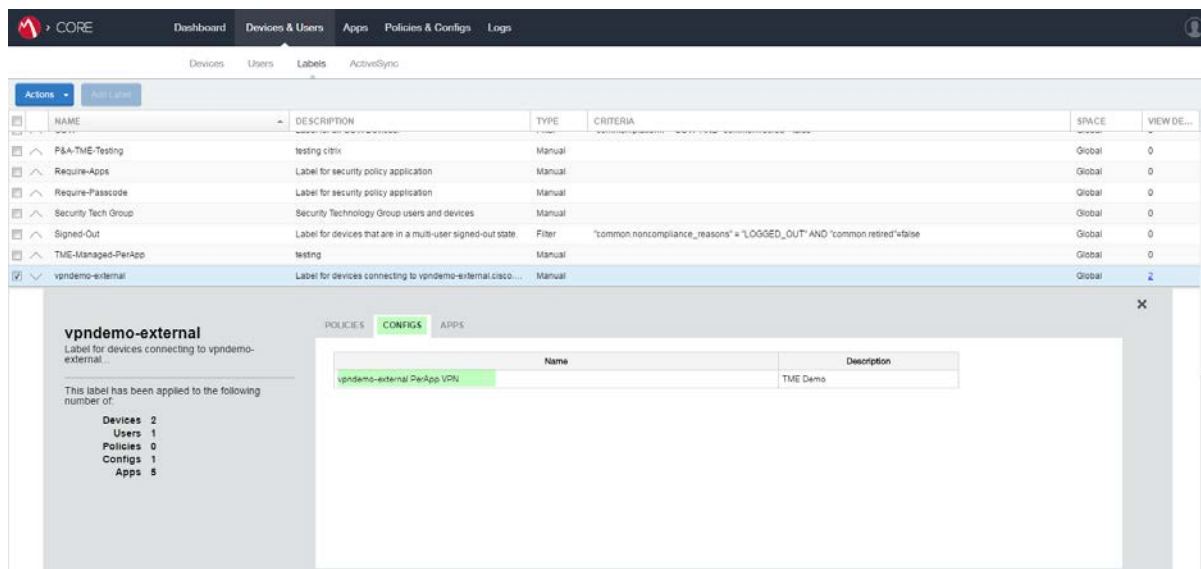 CORE Dashboard Devices & Users Apps Policies & Configs Logs
Devices Users Labels ActiveSync
Actions Add Label
NAME DESCRIPTION TYPE CRITERIA SPACE VIEW DE...
P&A-TME-Testing testing citrix Manual Global 0
Require-Apps Label for security policy application Manual Global 0
Require-Passcode Label for security policy application Manual Global 0
Security Tech Group Security Technology Group users and devices Manual Global 0
Signed-Out Label for devices that are in a multi-user signed-out state. Filter "common.noncompliance_reasons" = "LOGGED_OUT" AND "common.retired"=false Global 0
TME-Managed-PerApp testing Manual Global 0
vpndemo-external Label for devices connecting to vpndemo-external.cisco.... Manual Global 2
vpndemo-external
Label for devices connecting to vpndemo-
external...
This label has been applied to the following
number of:
Devices 2
Users 1
Policies 0
Configs 1
Apps 5
POLICIES CONFIGS APPS
Name Description
vpndemo-external PerApp VPN TME Demo